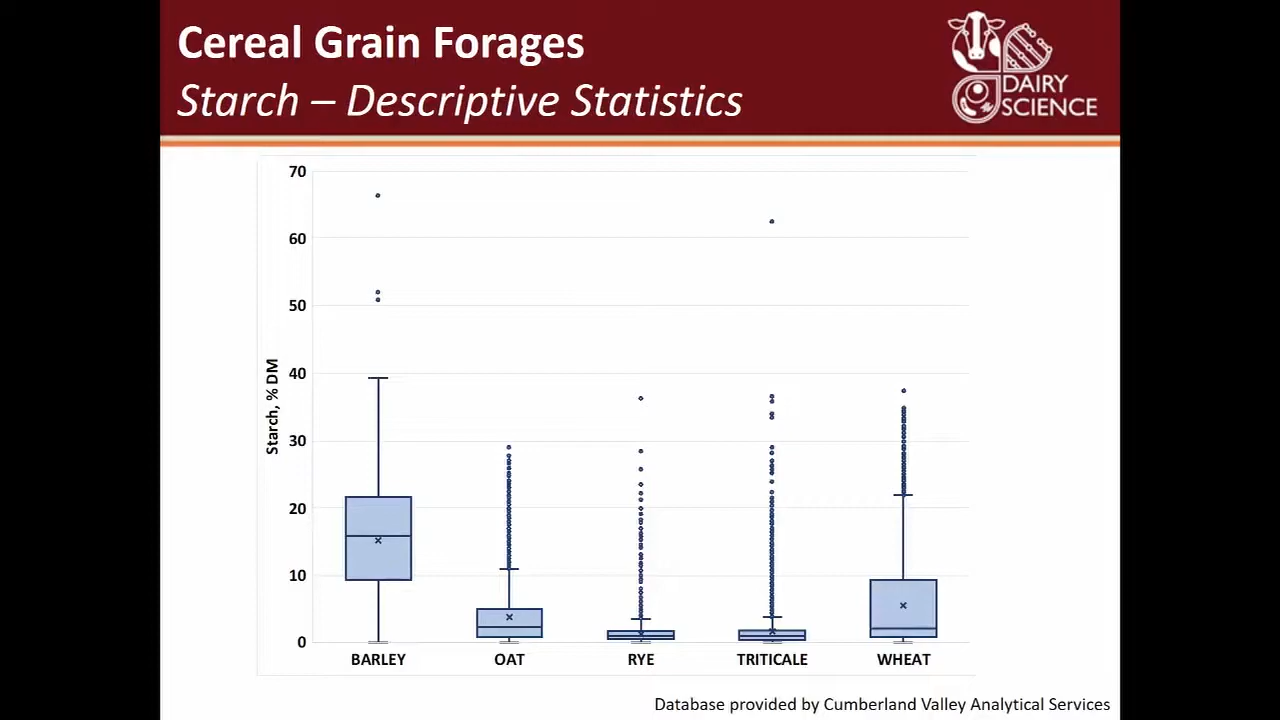 Cereal Grain Forages
Starch – Descriptive Statistics
DAIRY
SCIENCE
70
60
50
40
30
20
10
0
Starch, % DM
BARLEY OAT RYE TRITICALE WHEAT
Database provided by Cumberland Valley Analytical Services